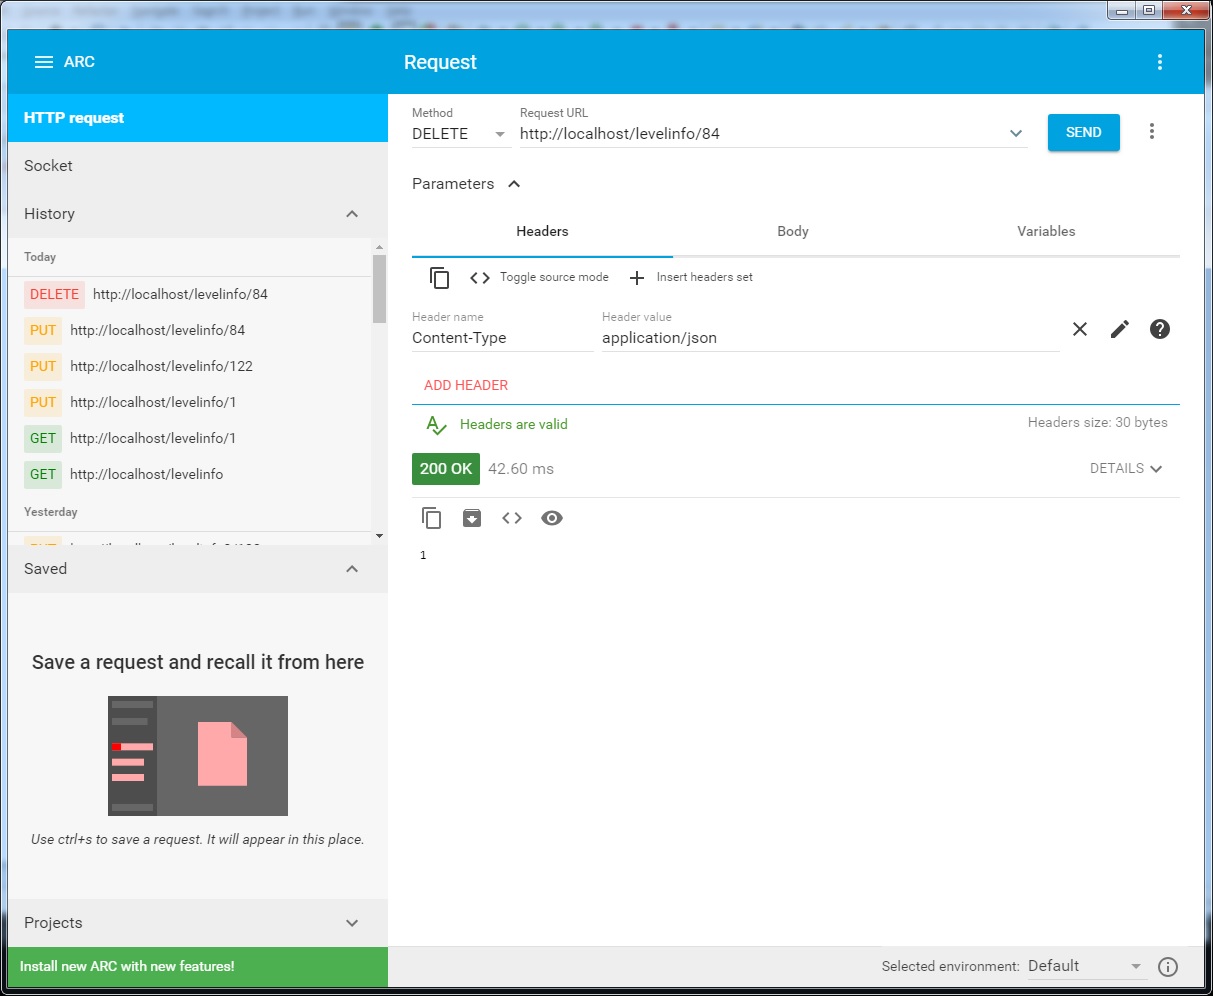 ARC
Request
HTTP request
Socket
History
Today
DELETE http://localhost/levelinfo/84
PUT http://localhost/levelinfo/84
PUT http://localhost/levelinfo/122
PUT http://localhost/levelinfo/1
GET http://localhost/levelinfo/1
GET http://localhost/levelinfo
Yesterday
Saved
Save a request and recall it from here
Use ctrl+s to save a request. It will appear in this place.
Projects
Install new ARC with new features!
Method
Request URL
DELETE
http://localhost/levelinfo/84
SEND
Parameters
Headers
Body
Variables
Toggle source mode
Insert headers set
Header name
Header value
Content-Type
application/json
ADD HEADER
Headers are valid
Headers size: 30 bytes
200 OK 42.60 ms
DETAILS
1
Selected environment: Default